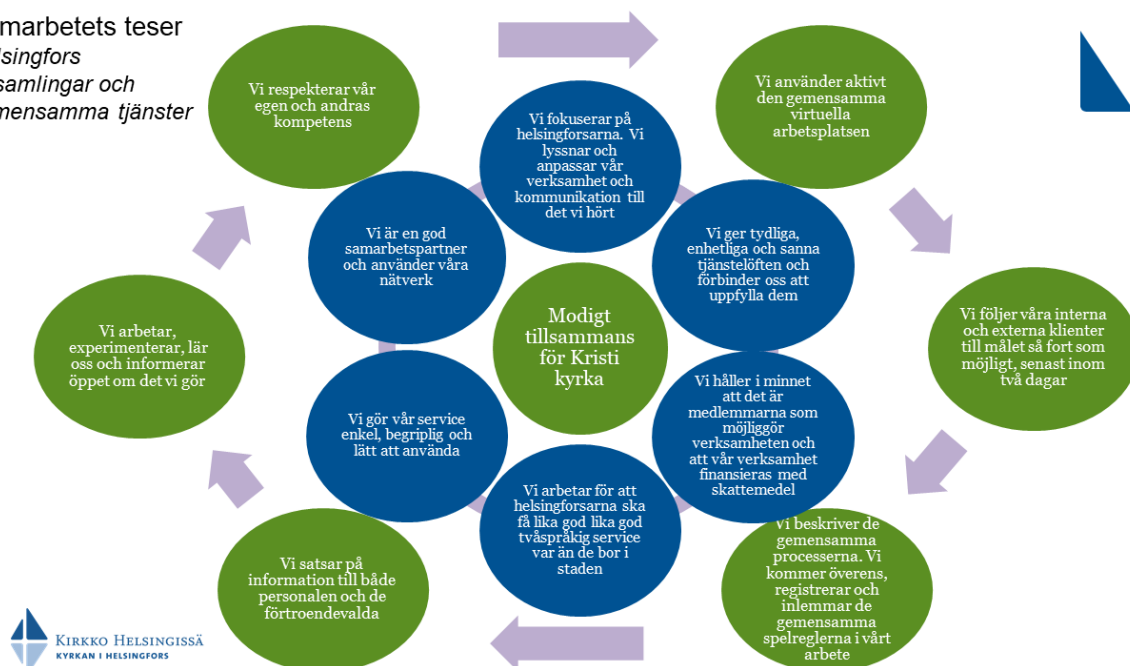 marbetets teser
lsingfors
samlingar och
mensamma tjänster
Vi respekterar vår
egen och andras
kompetens
Vi fokuserar på
helsingforsarna. Vi
lyssnar och
anpassar vår
verksamhet och
kommunikation till
det vi hört
Vi använder aktivt
den gemensamma
virtuella
arbetsplatsen
Vi är en god
samarbetspartner
och använder våra
nätverk
Vi ger tydliga,
enhetliga och sanna
tjänstelöften och
förbinder oss att
uppfylla dem
Modigt
tillsammans
för Kristi
kyrka
Vi arbetar,
experimenterar, lär
oss och informerar
öppet om det vi gör
Vi följer våra interna
och externa klienter
till målet så fort som
möjligt, senast inom
två dagar
Vi gör vår service
enkel, begriplig och
lätt att använda
Vi håller i minnet
att det är
medlemmarna som
möjliggör
verksamheten och
att vår verksamhet
finansieras med
skattemedel
Vi arbetar för att
helsingforsarna ska
få lika god lika god
tvåspråkig service
var än de bor i
staden
Vi satsar på
information till både
personalen och de
förtroendevalda
Vi beskriver de
gemensamma
processerna. Vi
kommer överens,
registrerar och
inlemmar de
gemensamma
spelreglerna i vårt
arbete
KIRKKO HELSINGISSÄ
KYRKAN I HELSINGFORS